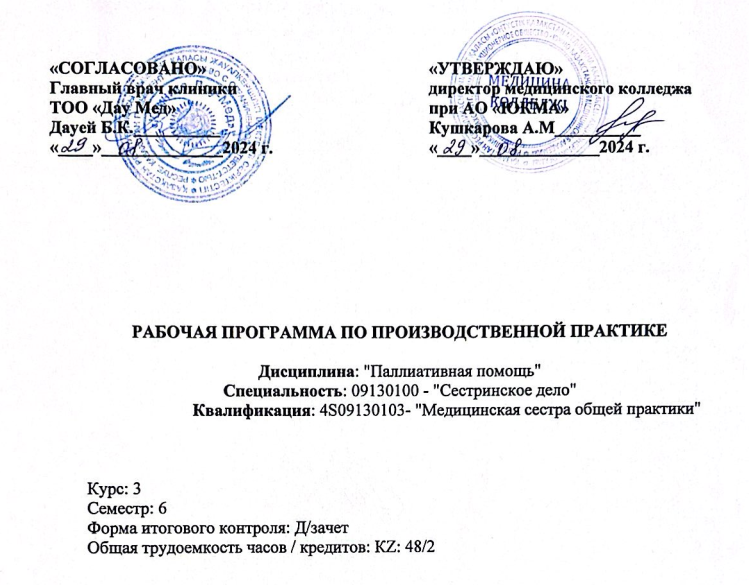 «СОГЛАСОВАНО»
Главный врач клиники
ТОО «Дау Мед»
Дауей Б.К.
«29» 08 2024 г.
«УТВЕРЖДАЮ»
директор медицинского колледжа
при АО «ЮКМА»
Кушкарова А.М
«29» 08 2024 г.
МЕДИЦИНА
КОЛЛЕДЖІ
РАБОЧАЯ ПРОГРАММА ПО ПРОИЗВОДСТВЕННОЙ ПРАКТИКЕ
Дисциплина: "Паллиативная помощь"
Специальность: 09130100 - "Сестринское дело"
Квалификация: 4S09130103- "Медицинская сестра общей практики"
Курс: 3
Семестр: 6
Форма итогового контроля: Д/зачет
Общая трудоемкость часов / кредитов: KZ: 48/2